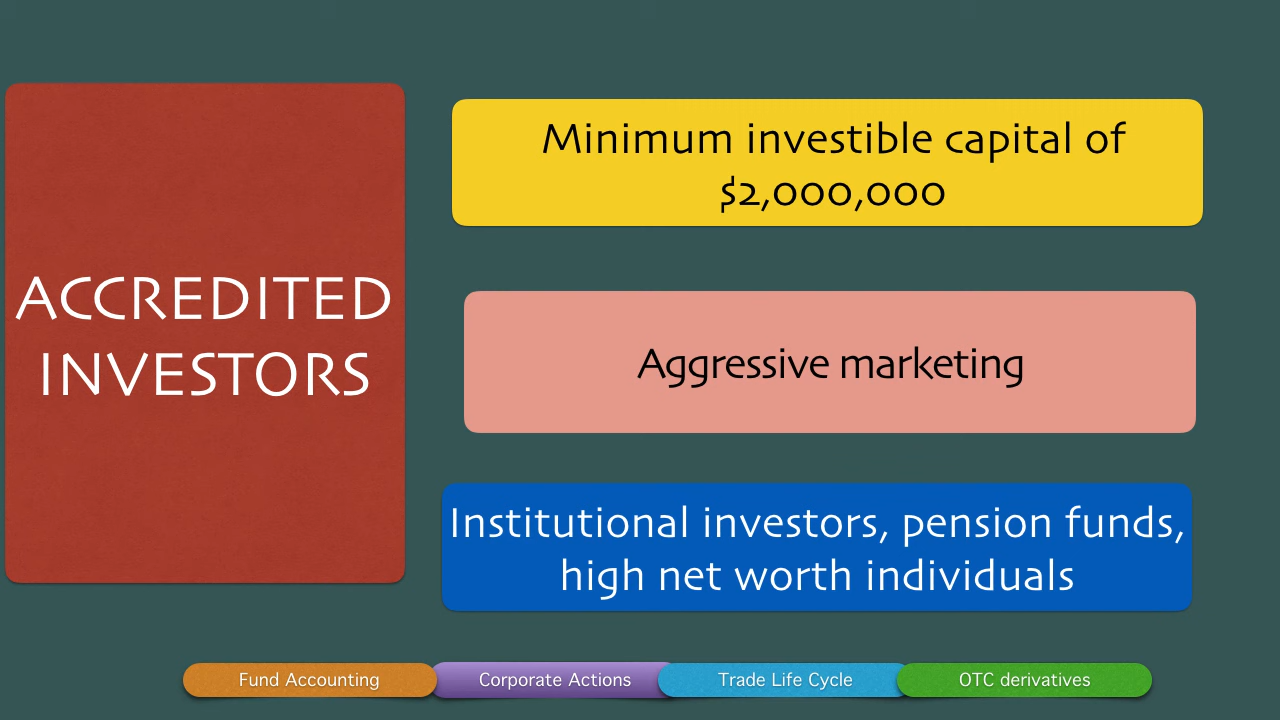 ACCREDITED
INVESTORS
Minimum investible capital of
$2,000,000
Aggressive marketing
Institutional investors, pension funds,
high net worth individuals
Fund Accounting
Corporate Actions
Trade Life Cycle
OTC derivatives